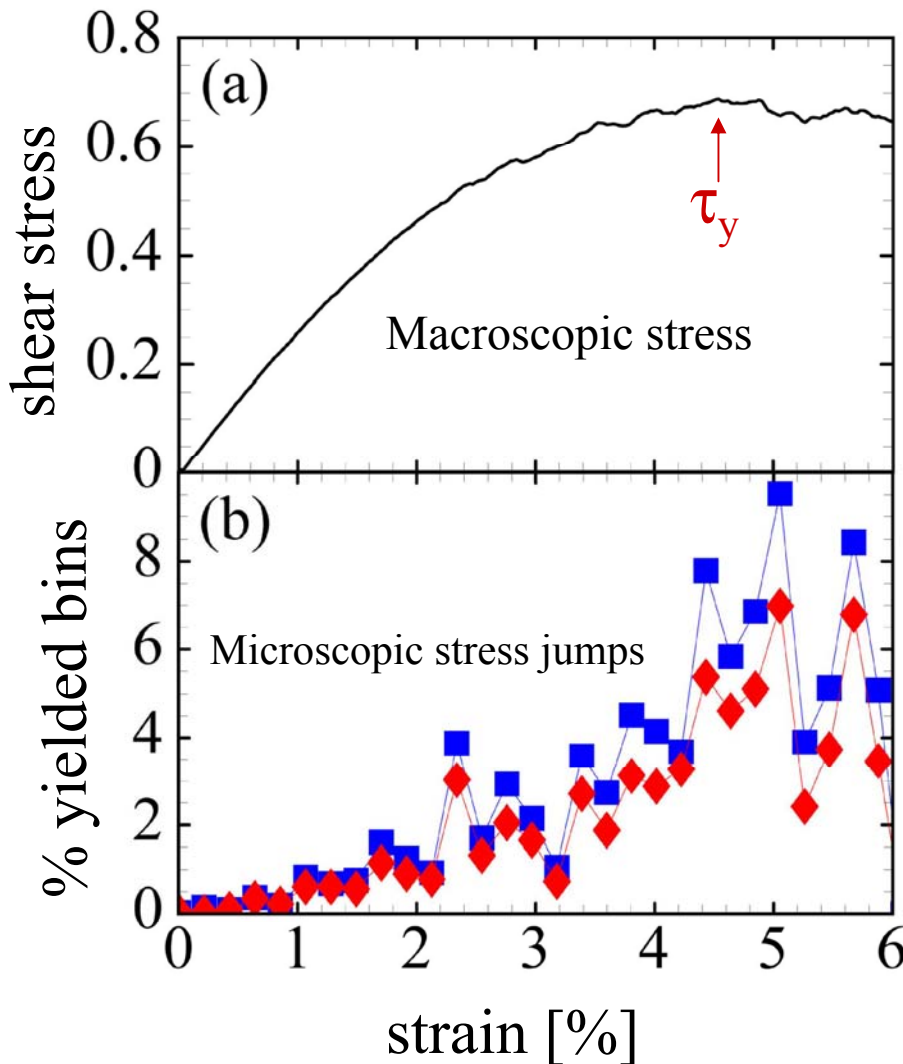 0.8
(a)
0.6
τy
0.4
Macroscopic stress
0.2
0
shear stress
(b)
8
6
Microscopic stress jumps
4
2
0
% yielded bins
0 1 2 3 4 5 6
strain [%]